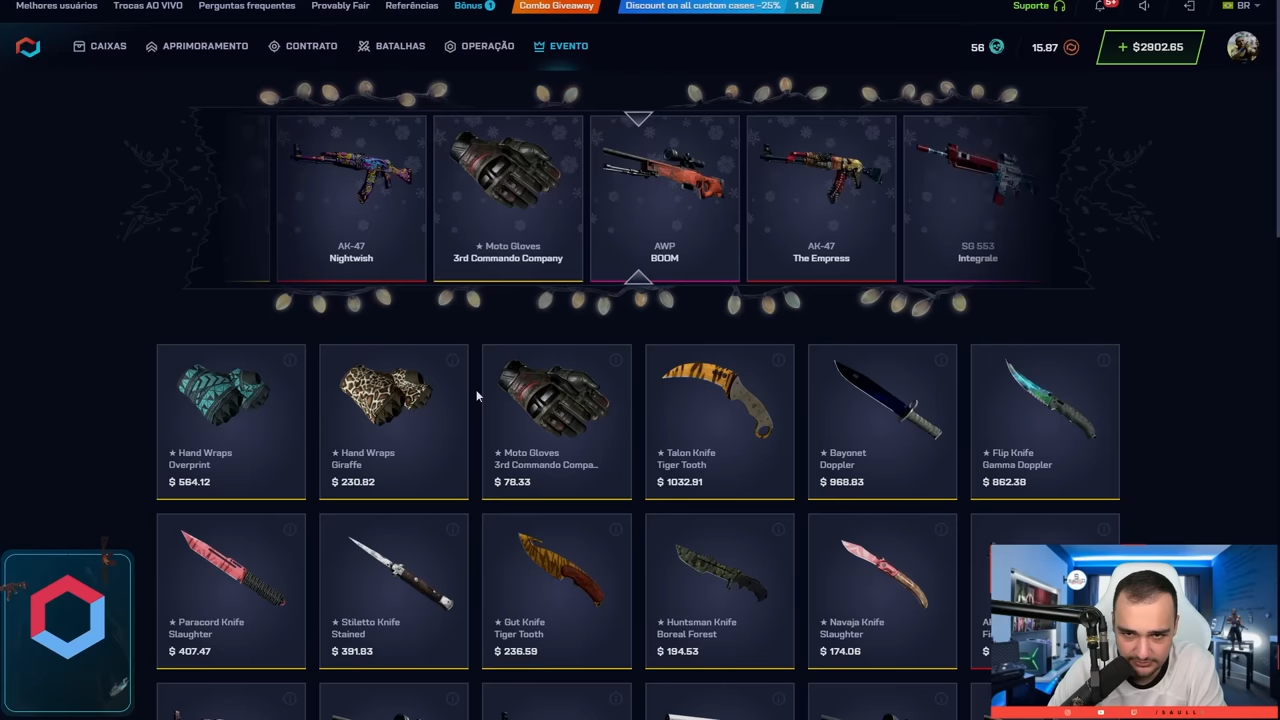 Melhores usuários Trocas AO VIVO Perguntas frequentes Provably Fair Referências Bônus 1 Combo Giveaway Discount on all custom cases −25% 1 dia Suporte 5+ BR
CAIXAS APRIMORAMENTO CONTRATO BATALHAS OPERAÇÃO EVENTO 56 15.87 + $2902.65
AK-47 ★ Moto Gloves AWP AK-47 SG 553
Nightwish 3rd Commando Company BOOM The Empress Integrale
★ Hand Wraps ★ Hand Wraps ★ Moto Gloves ★ Talon Knife ★ Bayonet ★ Flip Knife
Overprint Giraffe 3rd Commando Compa... Tiger Tooth Doppler Gamma Doppler
$ 564.12 $ 230.82 $ 78.33 $ 1032.91 $ 968.83 $ 862.38
★ Paracord Knife ★ Stiletto Knife ★ Gut Knife ★ Huntsman Knife ★ Navaja Knife
Slaughter Stained Tiger Tooth Boreal Forest Slaughter
$ 407.47 $ 391.83 $ 236.59 $ 194.53 $ 174.06 $
/SAULL